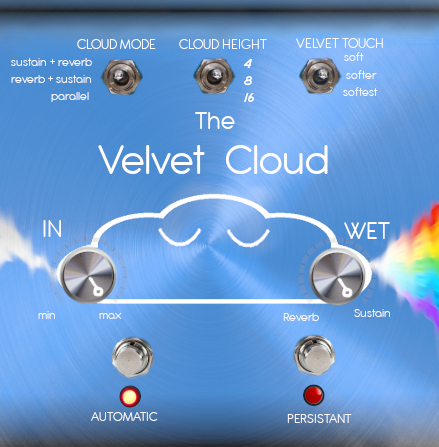 CLOUD MODE
sustain + reverb
reverb + sustain
parallel
CLOUD HEIGHT
4
8
16
VELVET TOUCH
soft
softer
softest
The
Velvet Cloud
IN
WET
min
max
Reverb
Sustain
AUTOMATIC
PERSISTANT